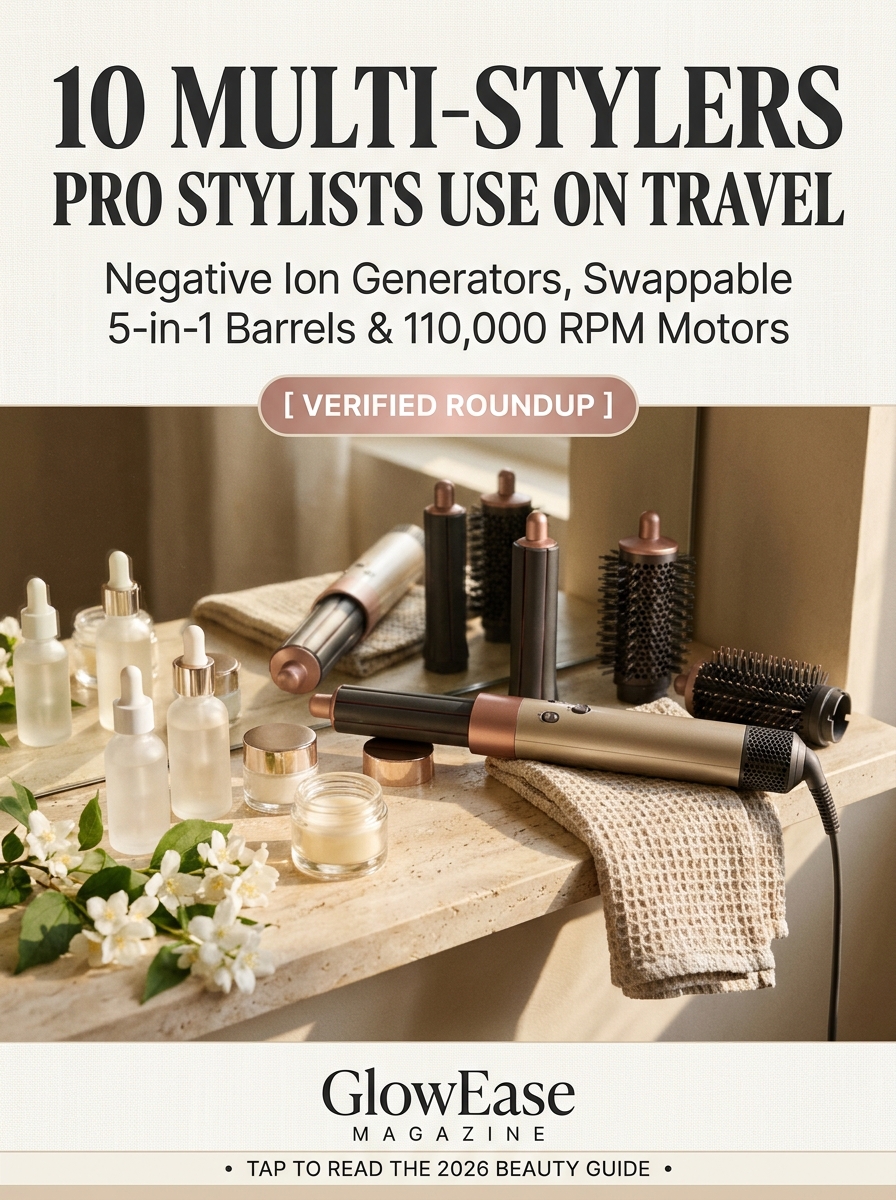 10 MULTI-STYLERS
PRO STYLISTS USE ON TRAVEL
Negative Ion Generators, Swappable
5-in-1 Barrels & 110,000 RPM Motors
[ VERIFIED ROUNDUP ]
GlowEase
MAGAZINE
• TAP TO READ THE 2026 BEAUTY GUIDE •